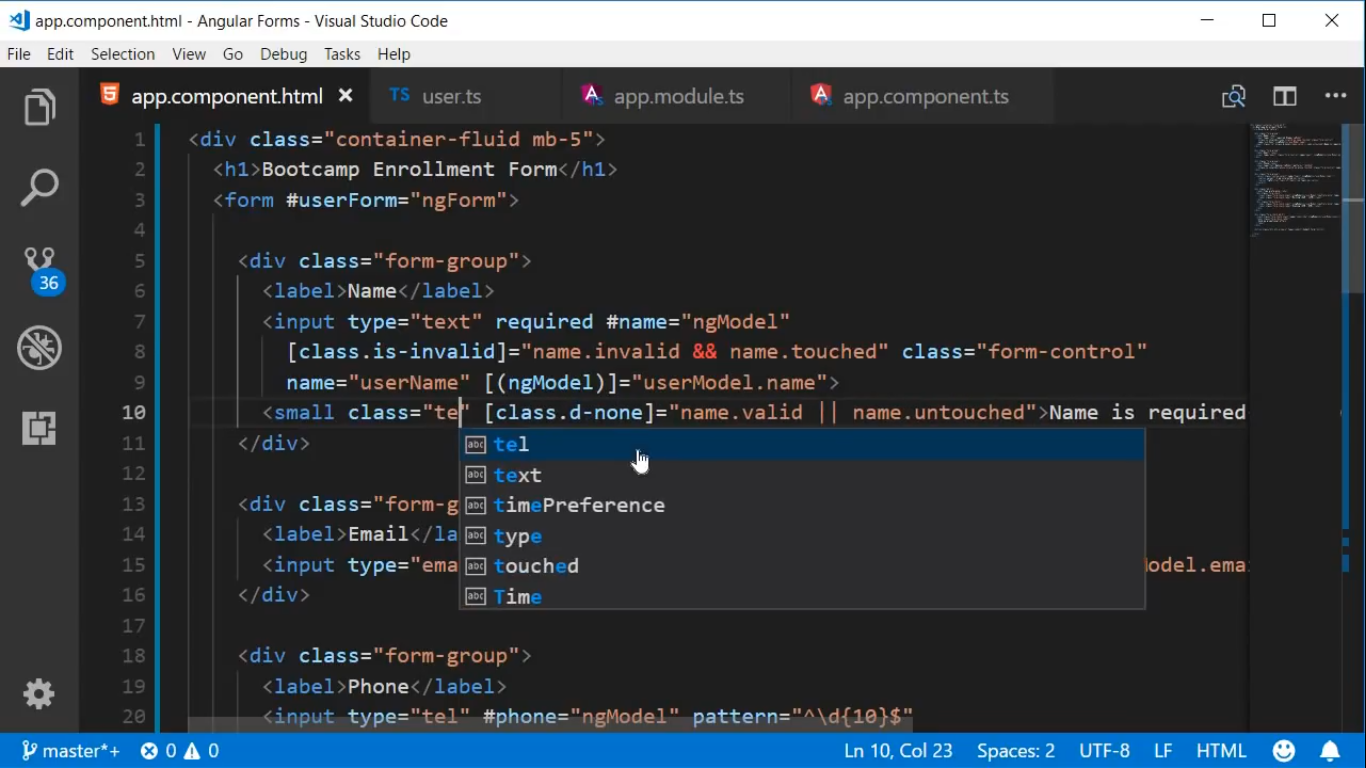 app.component.html - Angular Forms - Visual Studio Code
File Edit Selection View Go Debug Tasks Help
app.component.html TS user.ts app.module.ts app.component.ts
1 <div class="container-fluid mb-5">
2 <h1>Bootcamp Enrollment Form</h1>
3 <form #userForm="ngForm">
4
5 <div class="form-group">
6 <label>Name</label>
36
7 <input type="text" required #name="ngModel"
8 [class.is-invalid]="name.invalid && name.touched" class="form-control"
9 name="userName" [(ngModel)]="userModel.name">
10 <small class="te" [class.d-none]="name.valid || name.untouched">Name is required
11 </div>
tel
12
text
13 <div class="form-g
timePreference
14 <label>Email</la
type
15 <input type="ema
touched
odel.ema
16 </div>
Time
17
18 <div class="form-group">
19 <label>Phone</label>
20 <input type="tel" #phone="ngModel" pattern="^\d{10}$"
master*+ 0 0 Ln 10, Col 23 Spaces: 2 UTF-8 LF HTML